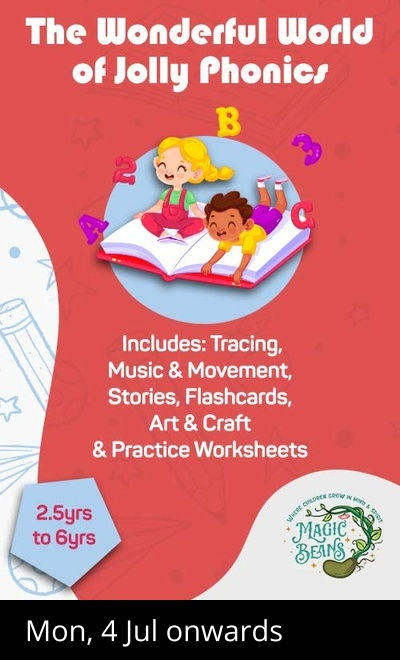 The Wonderful World
of Jolly Phonics
B
3
2
A
C
Includes: Tracing,
Music & Movement,
Stories, Flashcards,
Art & Craft
& Practice Worksheets
2.5yrs
to 6yrs
WHERE CHILDREN GROW IN MIND & SPIRIT
MAGIC
BEANS
Mon, 4 Jul onwards